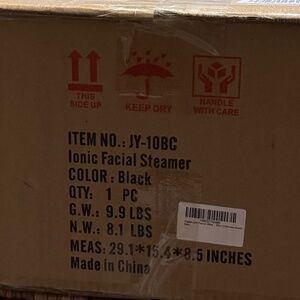 THIS
SIDE UP
KEEP DRY
HANDLE
WITH CARE
ITEM NO.: JY-10BC
Ionic Facial Steamer
COLOR: Black
QTY: 1 PC
G.W.: 9.9 LBS
N.W.: 8.1 LBS
MEAS: 29.1*15.4*8.5 INCHES
Made in China